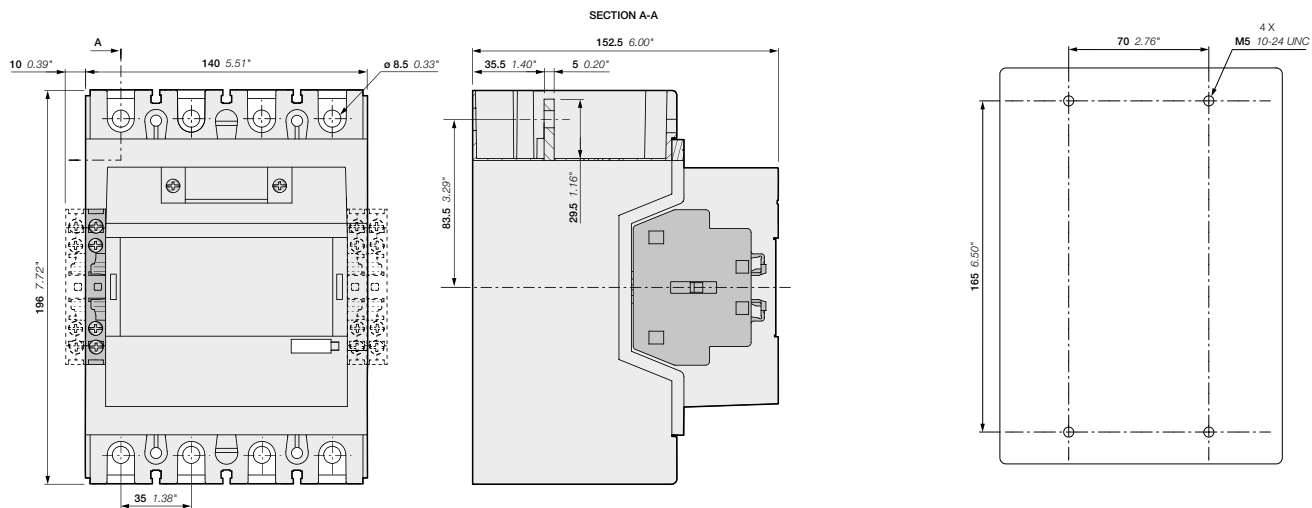 SECTION A-A
A
10 0.39"
140 5.51"
ø 8.5 0.33"
196 7.72"
35 1.38"
152.5 6.00"
35.5 1.40"
5 0.20"
83.5 3.29"
29.5 1.16"
4 X
M5 10-24 UNC
70 2.76"
165 6.50"